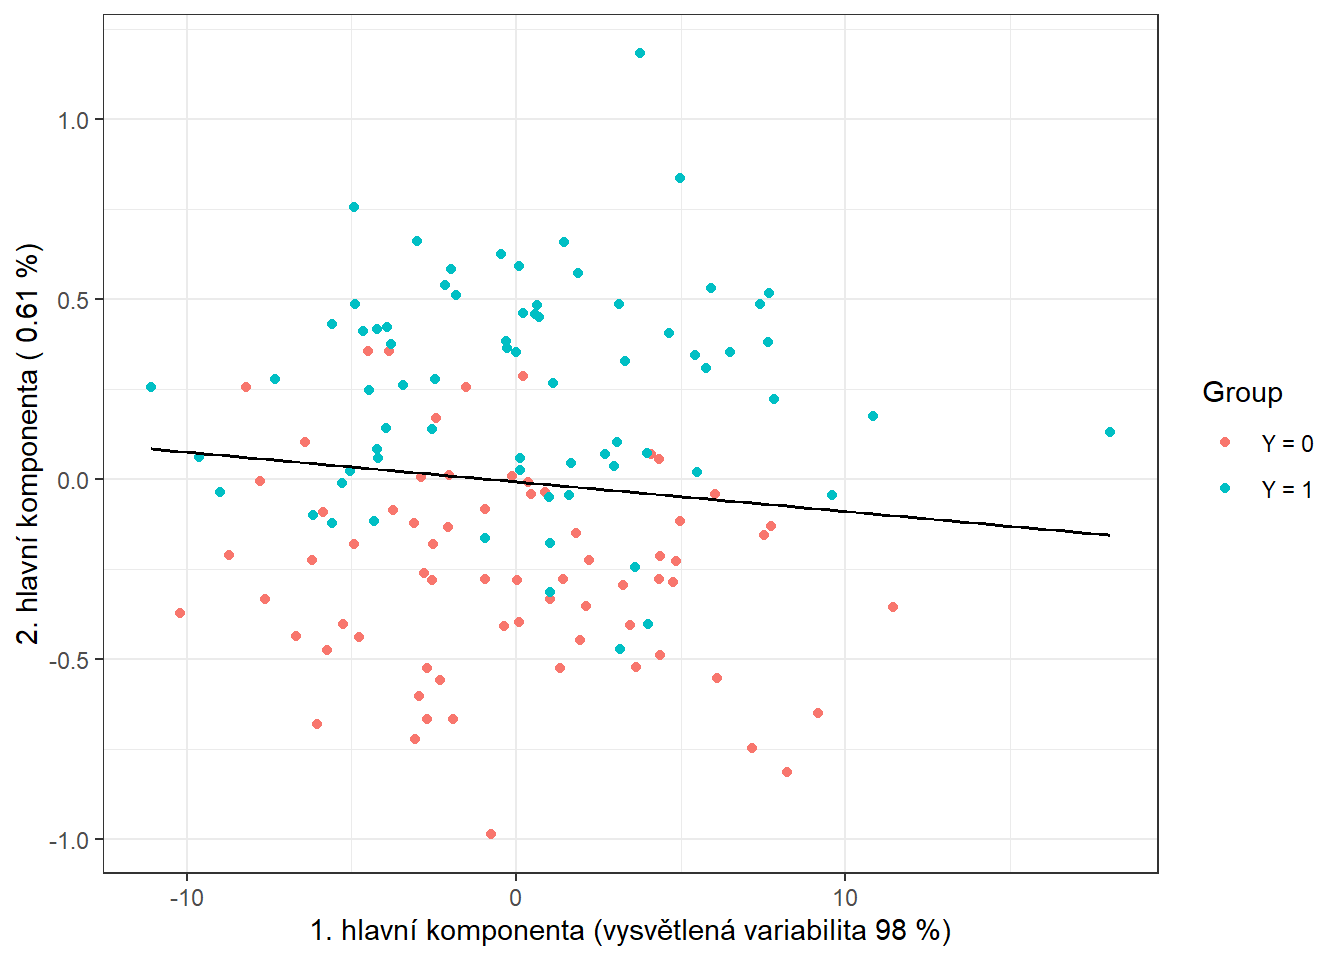 1.0
0.5
0.0
-0.5
-1.0
2. hlavní komponenta ( 0.61 %)
-10
0
10
1. hlavní komponenta (vysvětlená variabilita 98 %)
Group
Y = 0
Y = 1